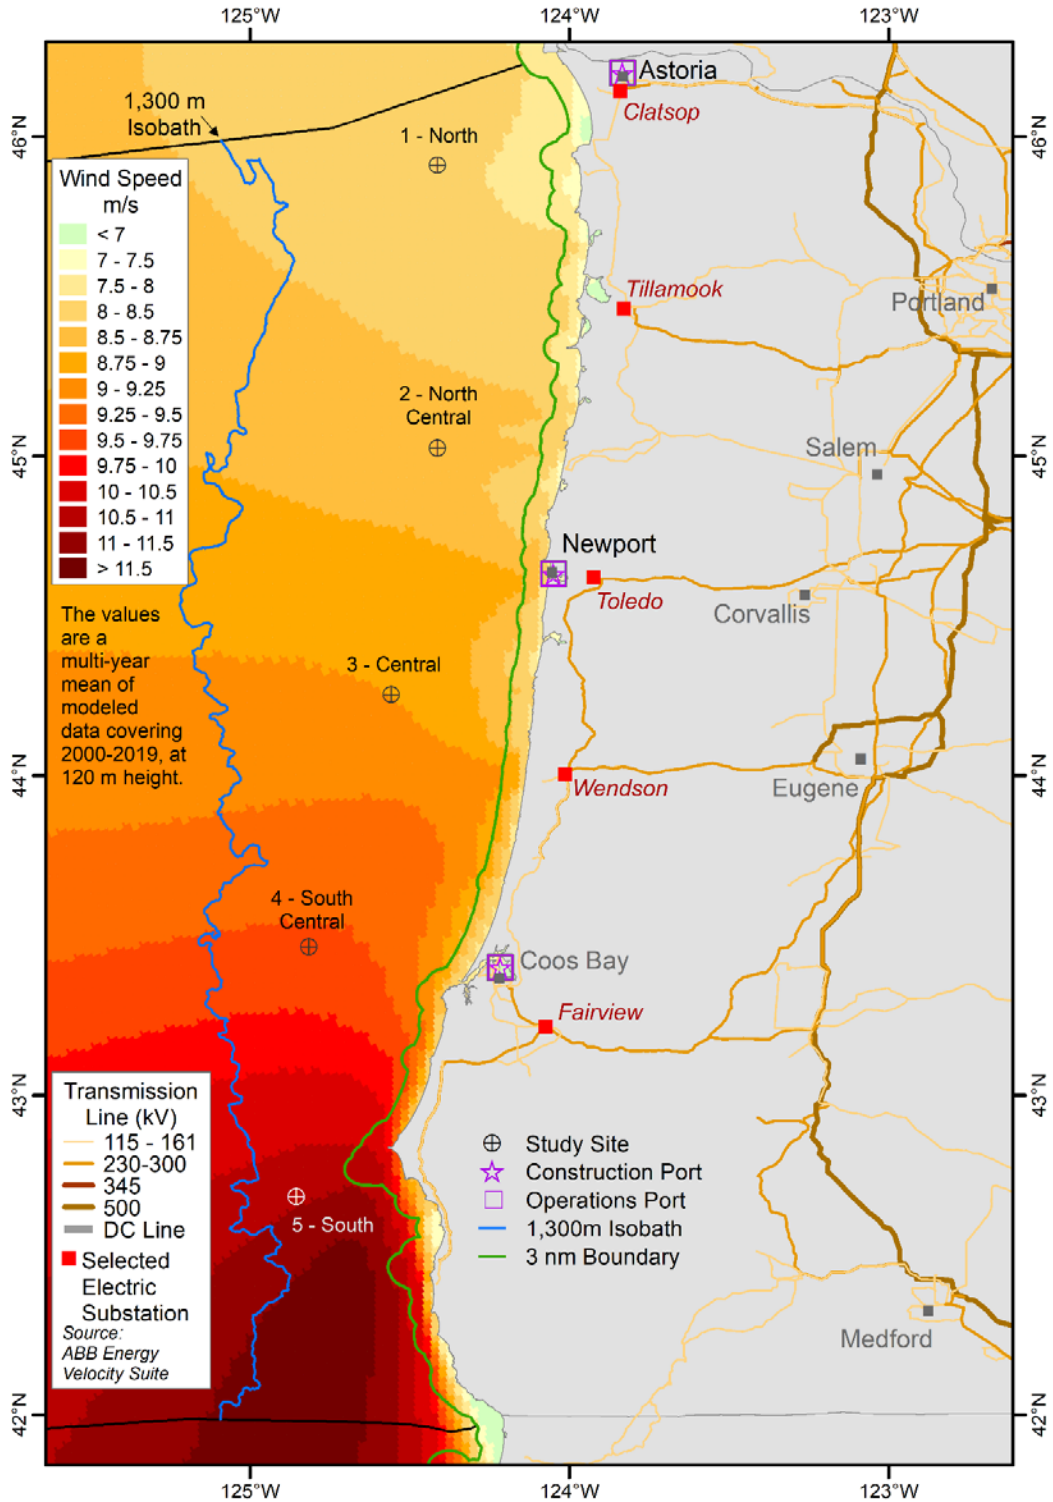 125°W
124°W
123°W
1,300 m
Isobath
1 - North
Astoria
Clatsop
46°N
46°N
Wind Speed
m/s
< 7
7 - 7.5
7.5 - 8
8 - 8.5
8.5 - 8.75
8.75 - 9
9 - 9.25
9.25 - 9.5
9.5 - 9.75
9.75 - 10
10 - 10.5
10.5 - 11
11 - 11.5
> 11.5
Tillamook
Portland
2 - North
Central
Salem
45°N
45°N
Newport
Toledo
Corvallis
The values
are a
multi-year
mean of
modeled
data covering
2000-2019, at
120 m height.
3 - Central
44°N
44°N
Wendson
Eugene
4 - South
Central
Coos Bay
Fairview
43°N
43°N
Transmission
Line (kV)
115 - 161
230-300
345
500
DC Line
Selected
Electric
Substation
Source:
ABB Energy
Velocity Suite
5 - South
Study Site
Construction Port
Operations Port
1,300m Isobath
3 nm Boundary
Medford
42°N
42°N
125°W
124°W
123°W